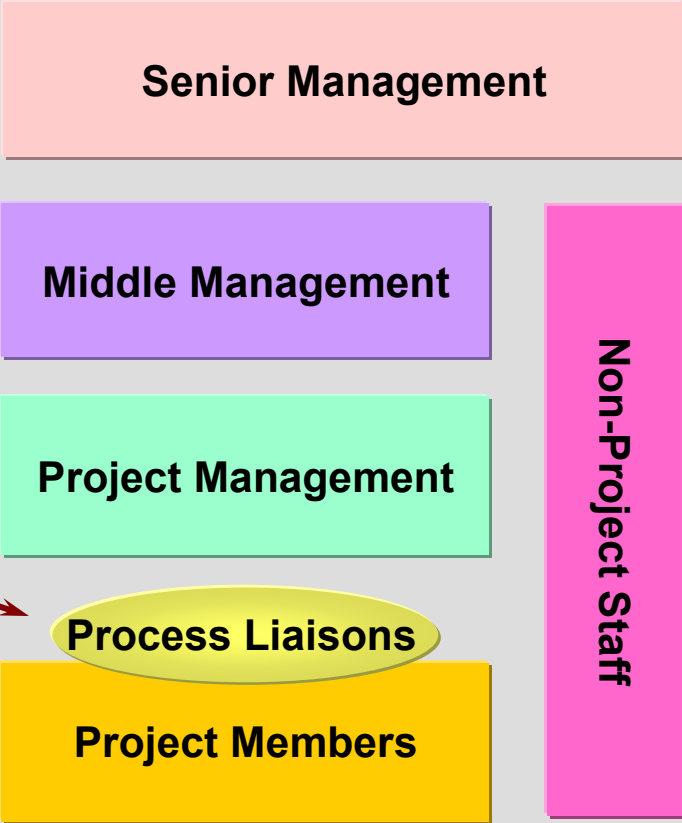 Senior Management
Middle Management
Project Management
Process Liaisons
Project Members
Non-Project Staff